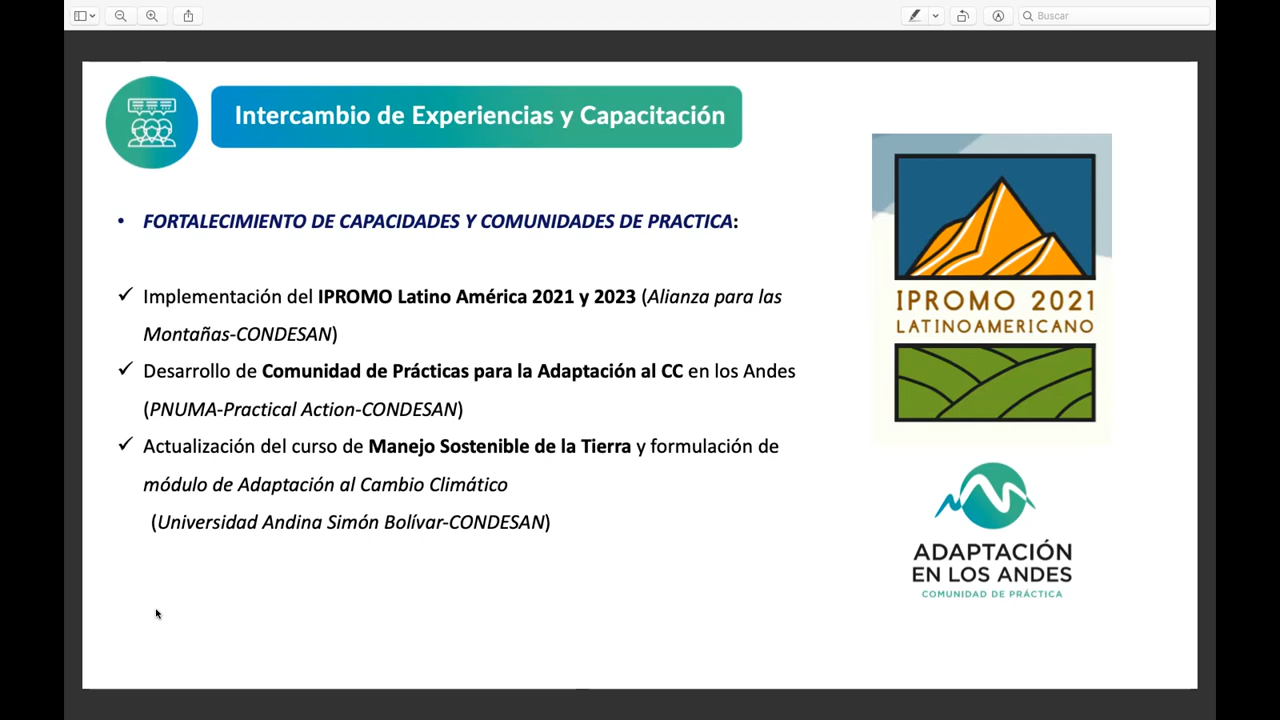 Buscar
Intercambio de Experiencias y Capacitación
• FORTALECIMIENTO DE CAPACIDADES Y COMUNIDADES DE PRACTICA:
✓ Implementación del IPROMO Latino América 2021 y 2023 (Alianza para las
Montañas-CONDESAN)
✓ Desarrollo de Comunidad de Prácticas para la Adaptación al CC en los Andes
(PNUMA-Practical Action-CONDESAN)
✓ Actualización del curso de Manejo Sostenible de la Tierra y formulación de
módulo de Adaptación al Cambio Climático
(Universidad Andina Simón Bolívar-CONDESAN)
IPROMO 2021
LATINOAMERICANO
ADAPTACIÓN
EN LOS ANDES
COMUNIDAD DE PRÁCTICA